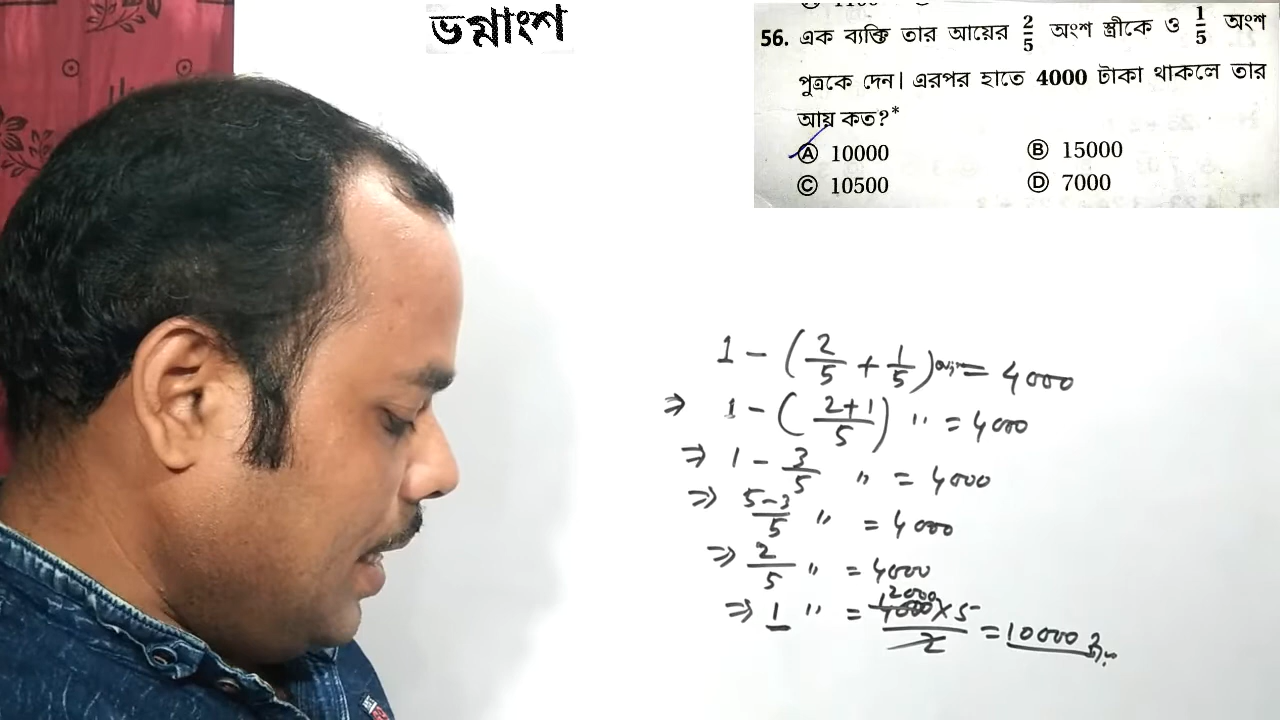 ভগ্নাংশ
56. এক ব্যক্তি তার আয়ের 2/5 অংশ স্ত্রীকে ও 1/5 অংশ
পুত্রকে দেন। এরপর হাতে 4000 টাকা থাকলে তার
আয় কত?*
Ⓐ 10000 Ⓑ 15000
Ⓒ 10500 Ⓓ 7000
1 - (2/5 + 1/5) = 4000
⇒ 1 - (2+1/5) " = 4000
⇒ 1 - 3/5 " = 4000
⇒ 5-3/5 " = 4000
⇒ 2/5 " = 4000
2000
⇒ 1 " = 4000×5/2 = 10000